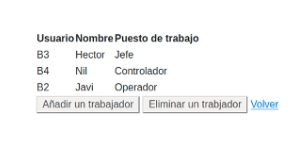 Usuario Nombre Puesto de trabajo
B3 Hector Jefe
B4 Nil Controlador
B2 Javi Operador
Añadir un trabajador Eliminar un trabjador Volver